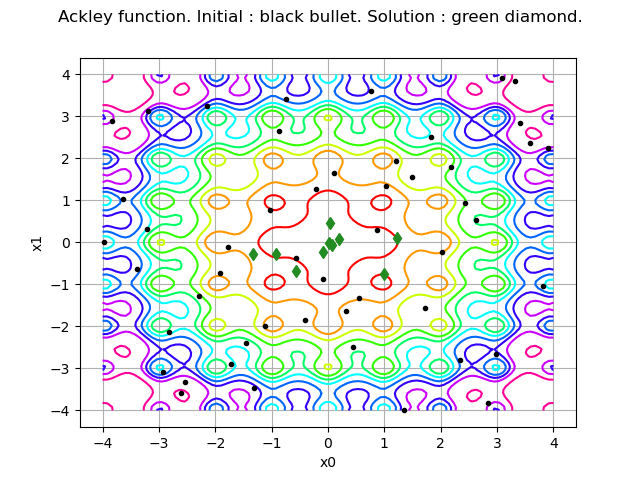 Ackley function. Initial : black bullet. Solution : green diamond.
4
3
2
1
0
−1
−2
−3
−4
x1
−4 −3 −2 −1 0 1 2 3 4
x0